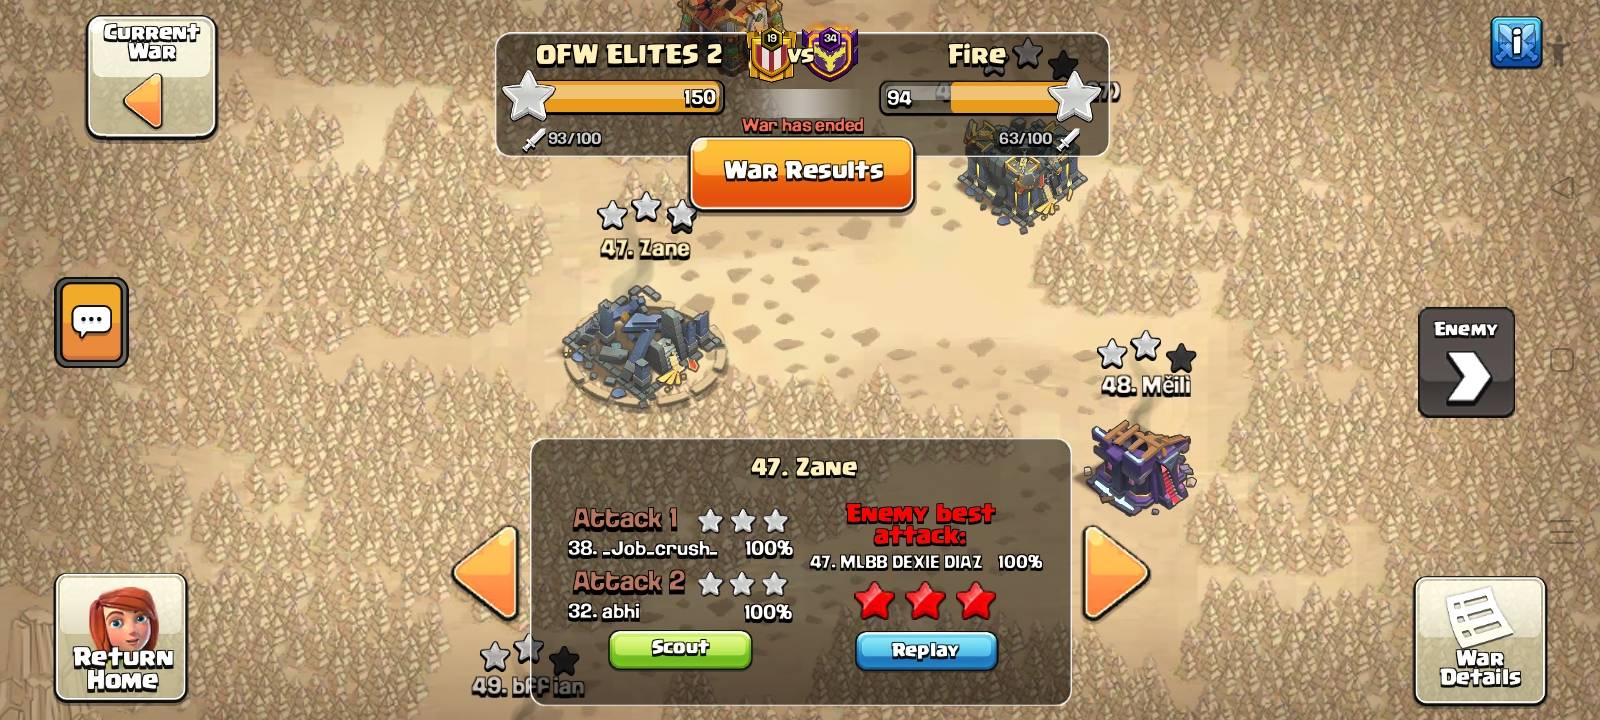 Current
War
OFW ELITES 2
19
vs
34
Fire
150
94
93/100
War has ended
63/100
War Results
47. Zane
Enemy
48. Měilì
47. Zane
Attack 1
38. _Job_crush_
100%
Attack 2
32. abhi
100%
Enemy best
attack:
47. MLBB DEXIE DIAZ 100%
Scout
Replay
49. bff ian
Return
Home
War
Details